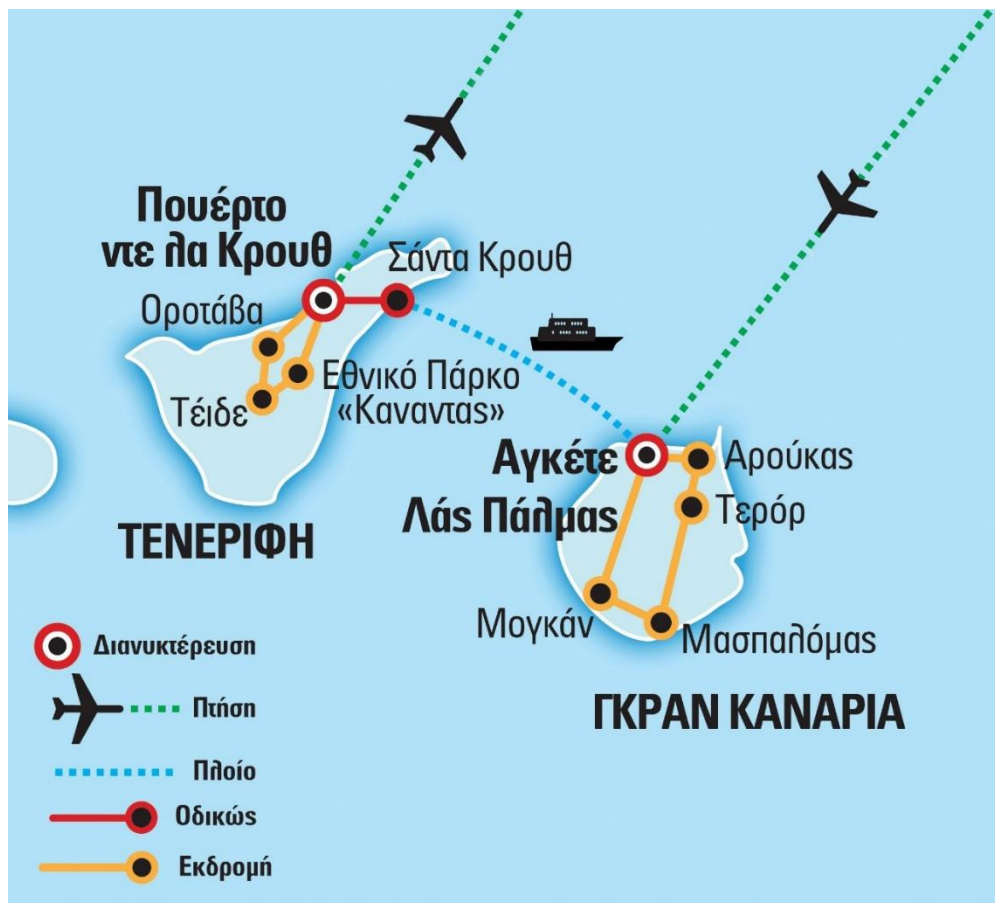 Πουέρτο
ντε λα Κρουθ
Σάντα Κρουθ
Οροτάβα
Εθνικό Πάρκο
«Καναντας»
Τέιδε
ΤΕΝΕΡΙΦΗ
Αγκέτε
Λάς Πάλμας
Αρούκας
Τερόρ
Μογκάν
Μασπαλόμας
ΓΚΡΑΝ ΚΑΝΑΡΙΑ
Διανυκτέρευση
Πτήση
Πλοίο
Οδικώς
Εκδρομή